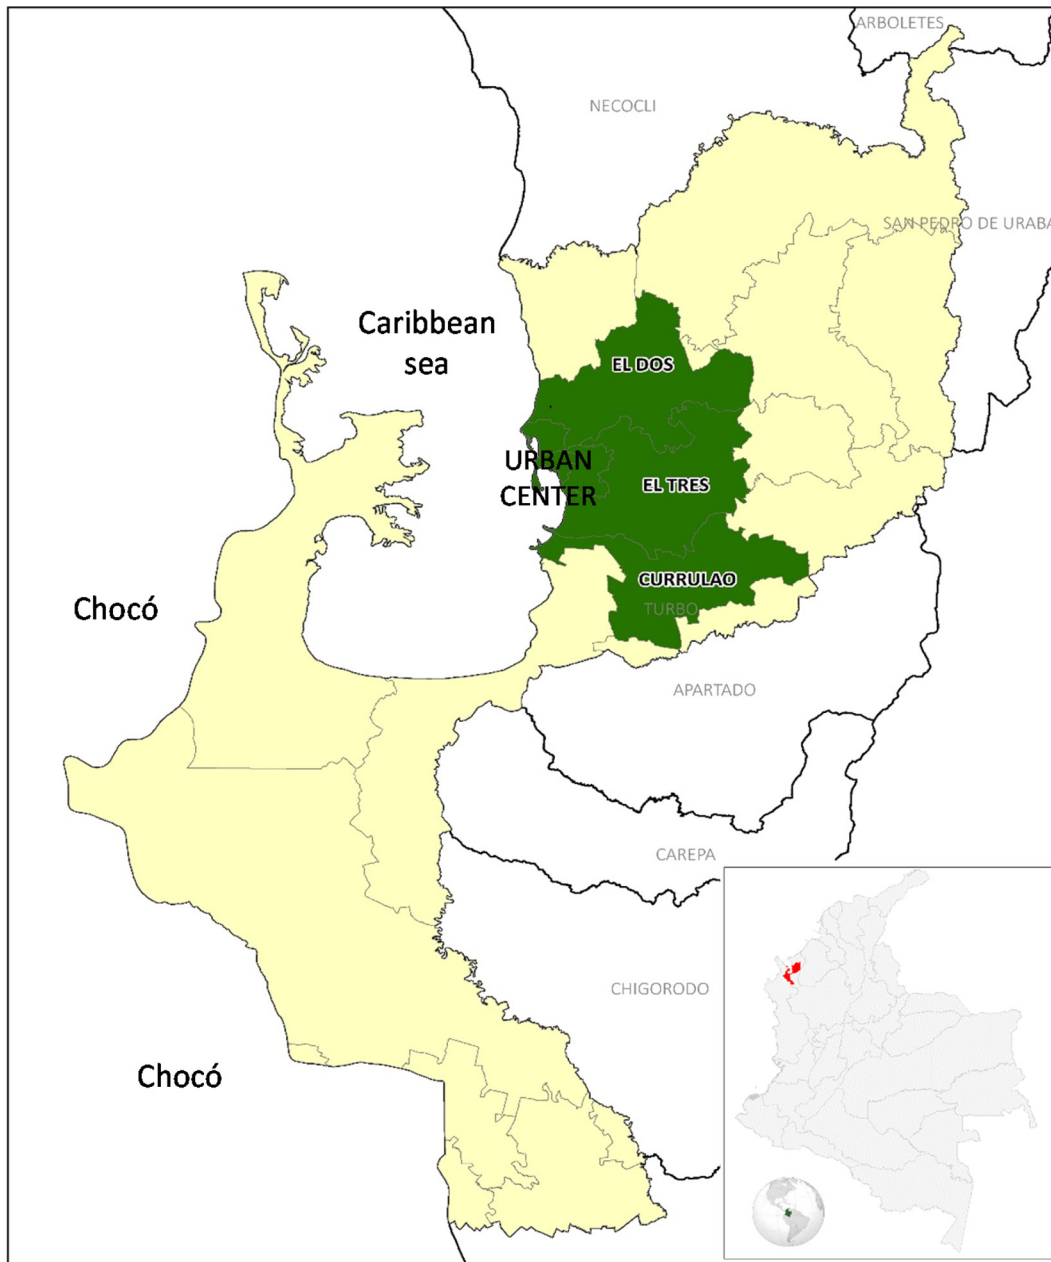 ARBOLETES
NECOCLI
SAN PEDRO DE URABA
Caribbean
sea
EL DOS
URBAN
CENTER
EL TRES
CURRULAO
Chocó
TURBO
APARTADO
CAREPA
CHIGORODO
Chocó